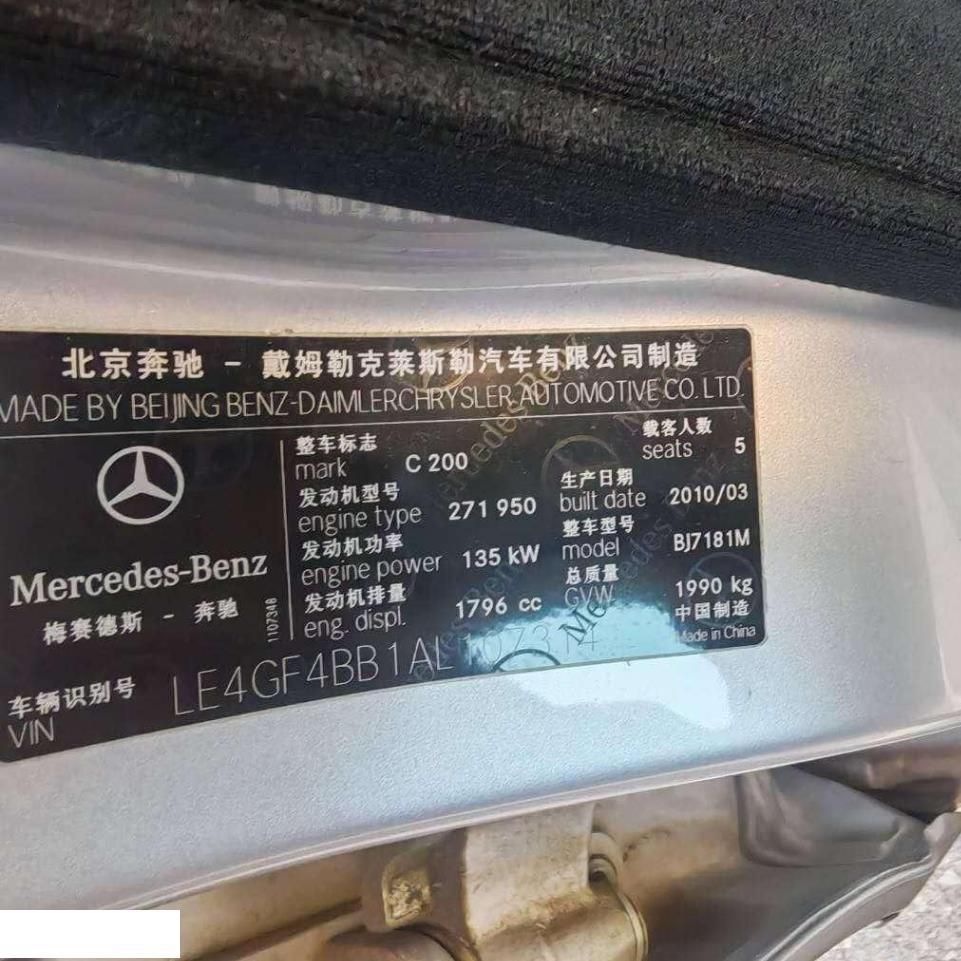 北京奔驰 - 戴姆勒克莱斯勒汽车有限公司制造
MADE BY BEIJING BENZ-DAIMLERCHRYSLER AUTOMOTIVE CO. LTD.
Mercedes-Benz
梅赛德斯 - 奔驰
1107348
整车标志
mark C 200
载客人数
seats 5
发动机型号
engine type 271 950
生产日期
built date 2010/03
发动机功率
engine power 135 kW
整车型号
model BJ7181M
发动机排量
eng. displ. 1796 cc
总质量
GVW 1990 kg
中国制造
Made in China
车辆识别号
VIN LE4GF4BB1AL107314